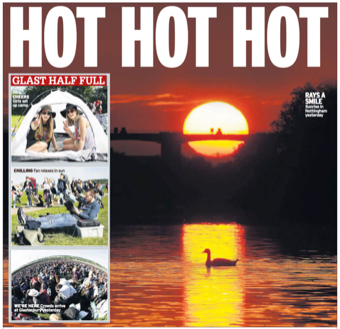 HOT HOT HOT
GLAST HALF FULL
CHEERS
Girls set
up camp
RAYS A
SMILE
Sunrise in
Nottingham
yesterday
CHILLING Fan relaxes in sun
WE'RE HERE Crowds arrive
at Glastonbury yesterday